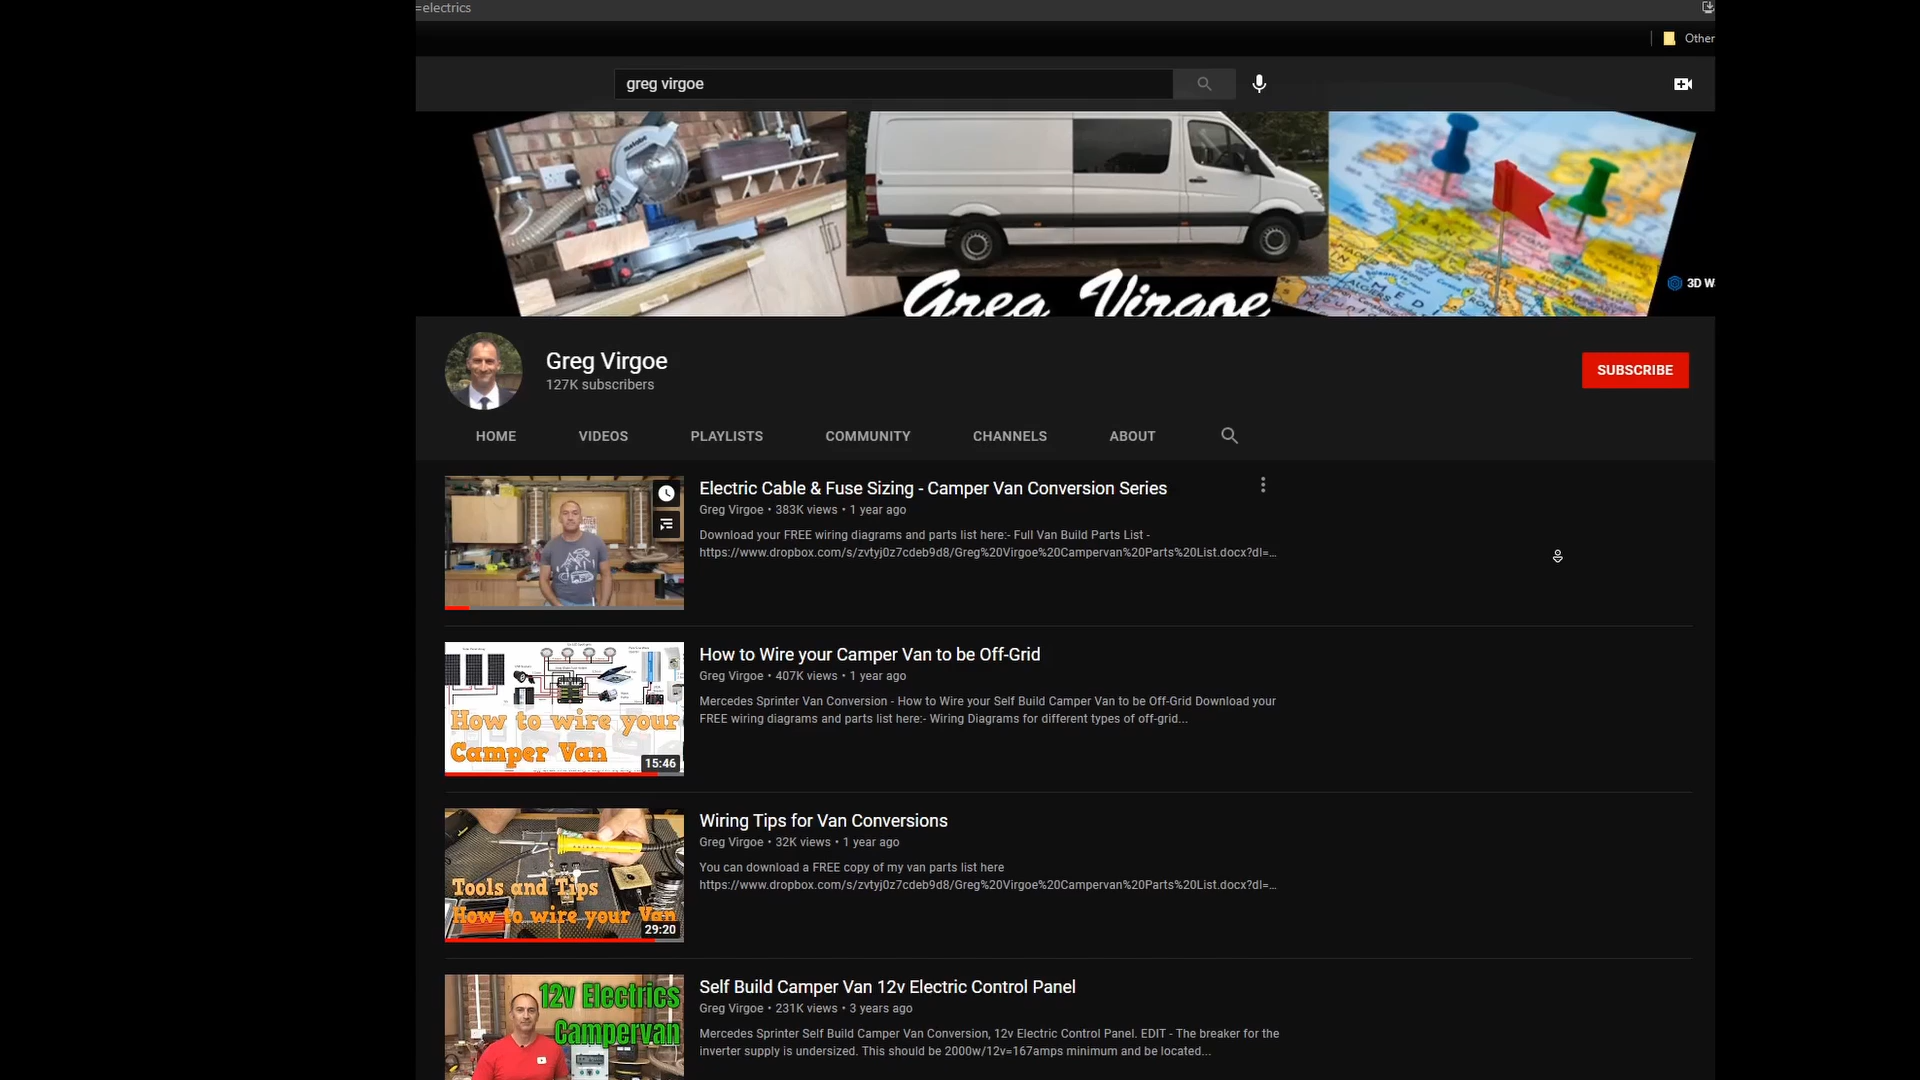 =electrics
Other
greg virgoe
Greg Virgoe
3D W
Greg Virgoe
127K subscribers
SUBSCRIBE
HOME VIDEOS PLAYLISTS COMMUNITY CHANNELS ABOUT
Electric Cable & Fuse Sizing - Camper Van Conversion Series
Greg Virgoe • 383K views • 1 year ago
Download your FREE wiring diagrams and parts list here:- Full Van Build Parts List -
https://www.dropbox.com/s/zvtyj0z7cdeb9d8/Greg%20Virgoe%20Campervan%20Parts%20List.docx?dl=...
How to wire your
Camper Van
15:46
How to Wire your Camper Van to be Off-Grid
Greg Virgoe • 407K views • 1 year ago
Mercedes Sprinter Van Conversion - How to Wire your Self Build Camper Van to be Off-Grid Download your
FREE wiring diagrams and parts list here:- Wiring Diagrams for different types of off-grid...
Tools and Tips
How to wire your Van
29:20
Wiring Tips for Van Conversions
Greg Virgoe • 32K views • 1 year ago
You can download a FREE copy of my van parts list here
https://www.dropbox.com/s/zvtyj0z7cdeb9d8/Greg%20Virgoe%20Campervan%20Parts%20List.docx?dl=...
12v Electrics
Campervan
Self Build Camper Van 12v Electric Control Panel
Greg Virgoe • 231K views • 3 years ago
Mercedes Sprinter Self Build Camper Van Conversion, 12v Electric Control Panel. EDIT - The breaker for the
inverter supply is undersized. This should be 2000w/12v=167amps minimum and be located...